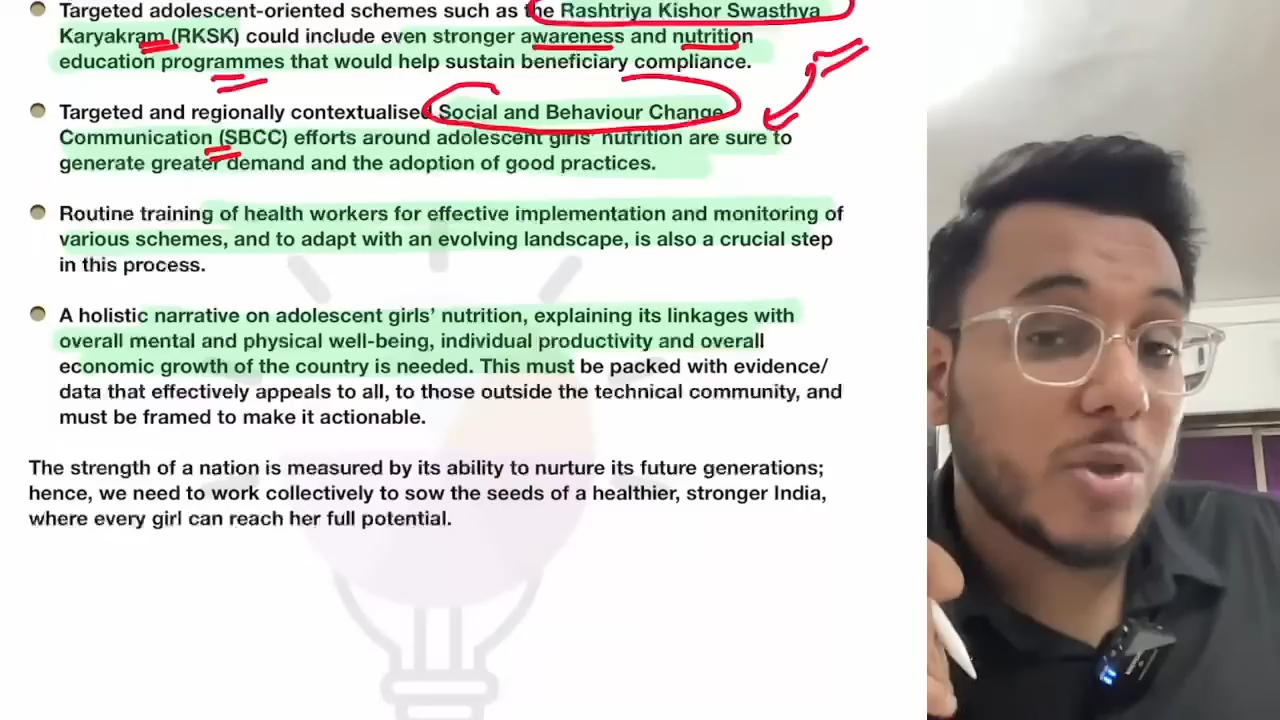 Targeted adolescent-oriented schemes such as the Rashtriya Kishor Swasthya
Karyakram (RKSK) could include even stronger awareness and nutrition
education programmes that would help sustain beneficiary compliance.
Targeted and regionally contextualised Social and Behaviour Change
Communication (SBCC) efforts around adolescent girls' nutrition are sure to
generate greater demand and the adoption of good practices.
Routine training of health workers for effective implementation and monitoring of
various schemes, and to adapt with an evolving landscape, is also a crucial step
in this process.
A holistic narrative on adolescent girls' nutrition, explaining its linkages with
overall mental and physical well-being, individual productivity and overall
economic growth of the country is needed. This must be packed with evidence/
data that effectively appeals to all, to those outside the technical community, and
must be framed to make it actionable.
The strength of a nation is measured by its ability to nurture its future generations;
hence, we need to work collectively to sow the seeds of a healthier, stronger India,
where every girl can reach her full potential.